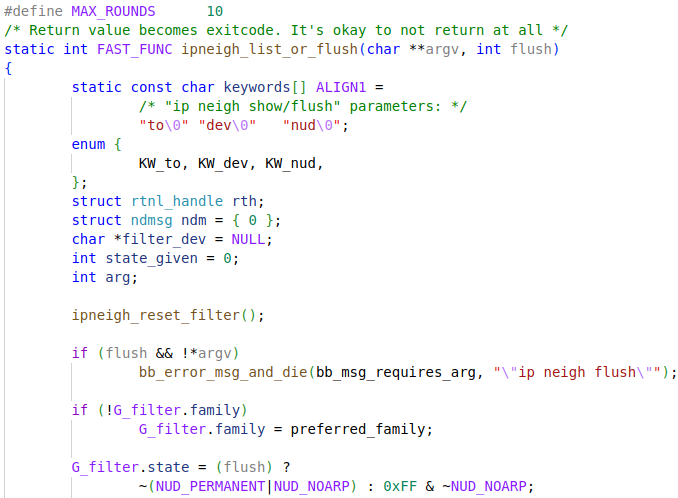 #define MAX_ROUNDS      10
/* Return value becomes exitcode. It's okay to not return at all */
static int FAST_FUNC ipneigh_list_or_flush(char **argv, int flush)
{
        static const char keywords[] ALIGN1 =
                /* "ip neigh show/flush" parameters: */
                "to\0" "dev\0"   "nud\0";
        enum {
                KW_to, KW_dev, KW_nud,
        };
        struct rtnl_handle rth;
        struct ndmsg ndm = { 0 };
        char *filter_dev = NULL;
        int state_given = 0;
        int arg;

        ipneigh_reset_filter();

        if (flush && !*argv)
                bb_error_msg_and_die(bb_msg_requires_arg, "\"ip neigh flush\"");

        if (!G_filter.family)
                G_filter.family = preferred_family;

        G_filter.state = (flush) ?
                ~(NUD_PERMANENT|NUD_NOARP) : 0xFF & ~NUD_NOARP;